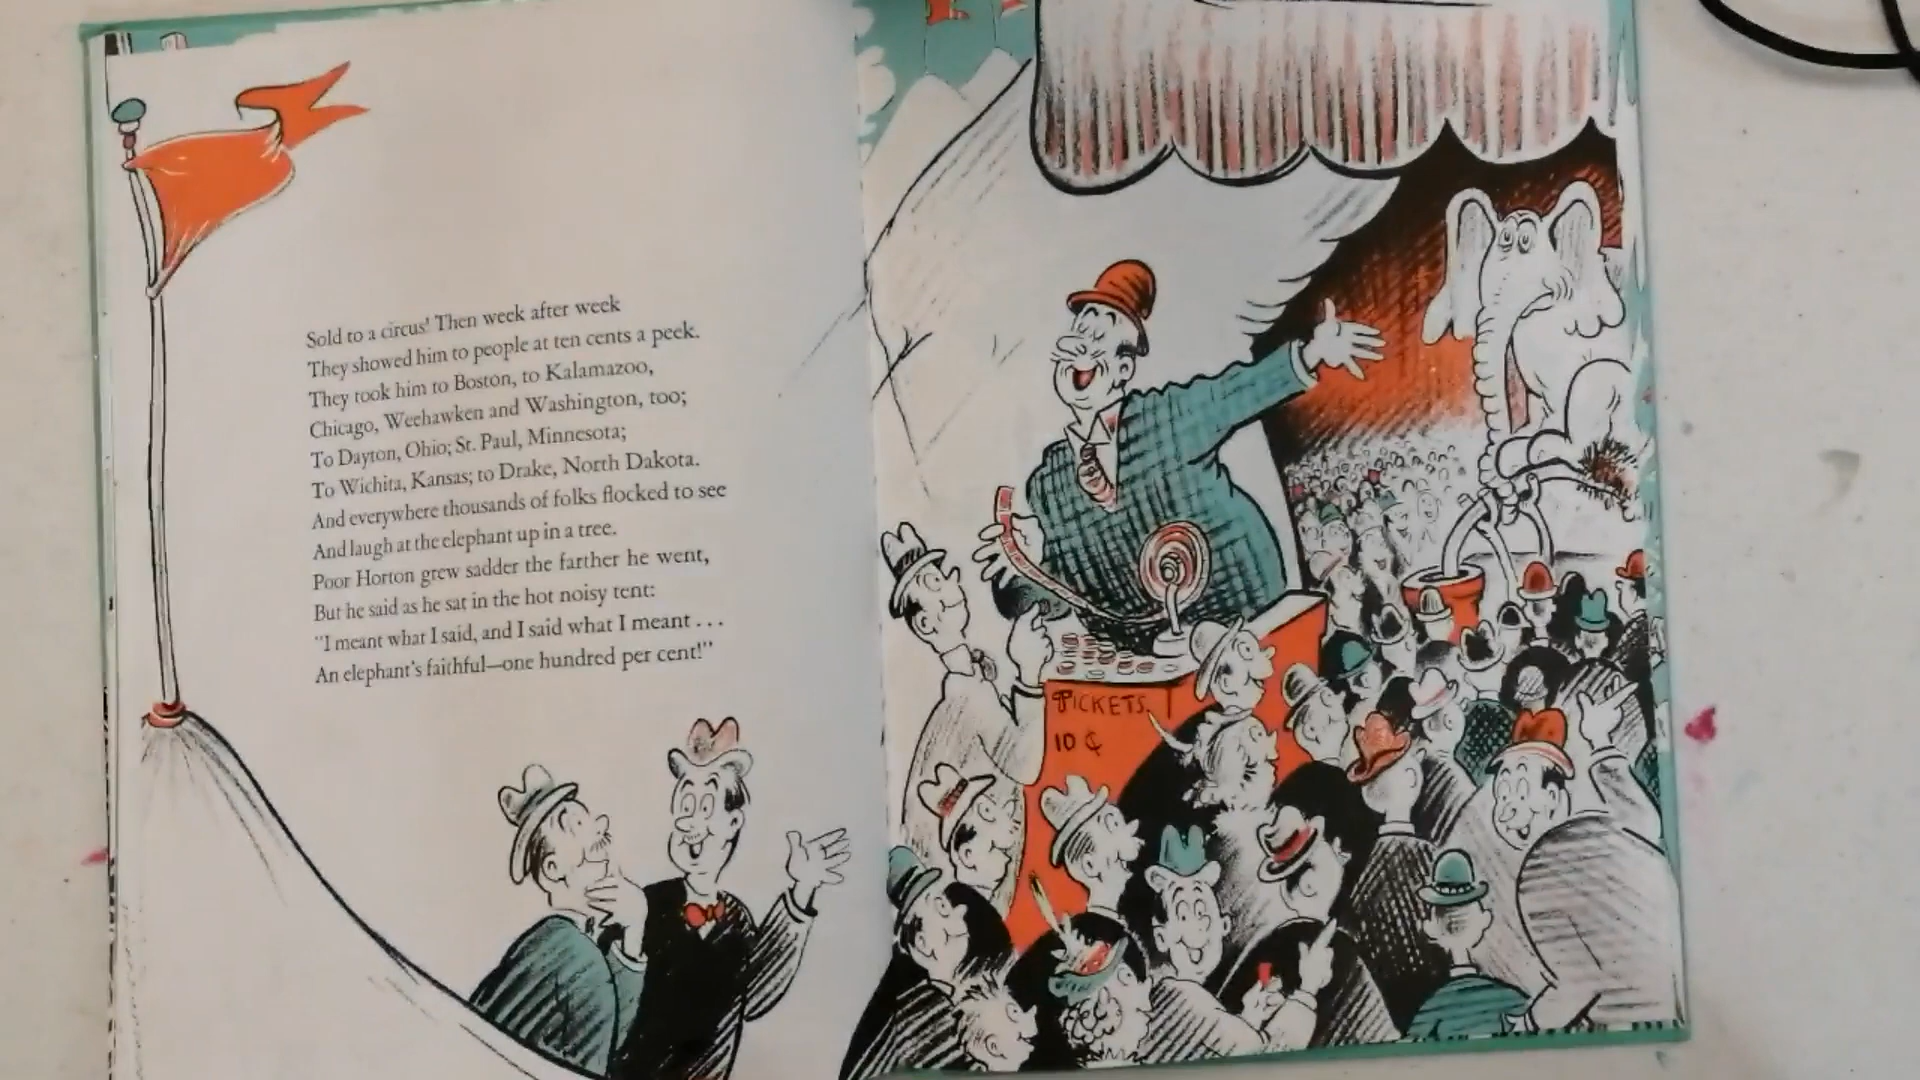 Sold to a circus! Then week after week
They showed him to people at ten cents a peek.
They took him to Boston, to Kalamazoo,
Chicago, Weehawken and Washington, too;
To Dayton, Ohio; St. Paul, Minnesota;
To Wichita, Kansas; to Drake, North Dakota.
And everywhere thousands of folks flocked to see
And laugh at the elephant up in a tree.
Poor Horton grew sadder the farther he went,
But he said as he sat in the hot noisy tent:
"I meant what I said, and I said what I meant . . .
An elephant's faithful—one hundred per cent!"
TICKETS.
10 ¢